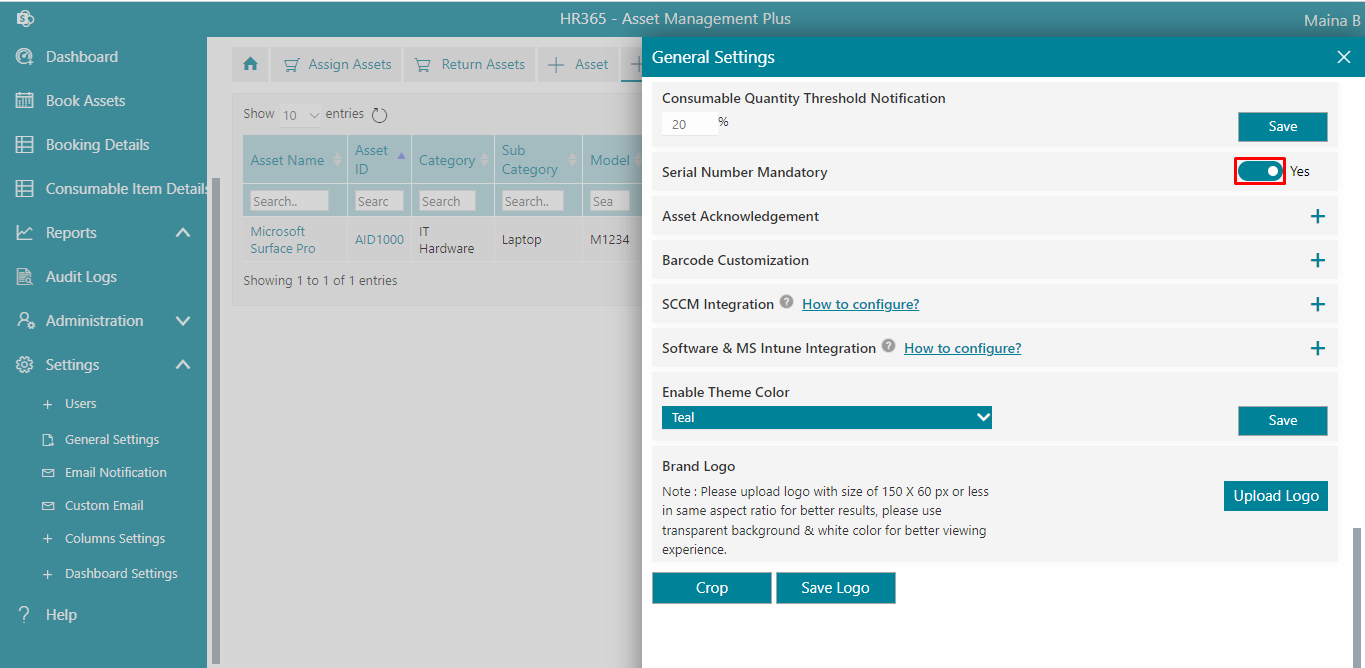 HR365 - Asset Management Plus
Maina B
Dashboard
Book Assets
Booking Details
Consumable Item Details
Reports
Audit Logs
Administration
Settings
Users
General Settings
Email Notification
Custom Email
Columns Settings
Dashboard Settings
? Help
Assign Assets
Return Assets
Asset
Show 10 entries
Asset Name
Asset ID
Category
Sub Category
Model
Search..
Searc
Search
Search..
Sea
Microsoft Surface Pro
AID1000
IT Hardware
Laptop
M1234
Showing 1 to 1 of 1 entries
General Settings
Consumable Quantity Threshold Notification
20 %
Save
Serial Number Mandatory
Yes
Asset Acknowledgement
Barcode Customization
SCCM Integration ? How to configure?
Software & MS Intune Integration ? How to configure?
Enable Theme Color
Teal
Save
Brand Logo
Note : Please upload logo with size of 150 X 60 px or less
in same aspect ratio for better results, please use
transparent background & white color for better viewing
experience.
Upload Logo
Crop
Save Logo